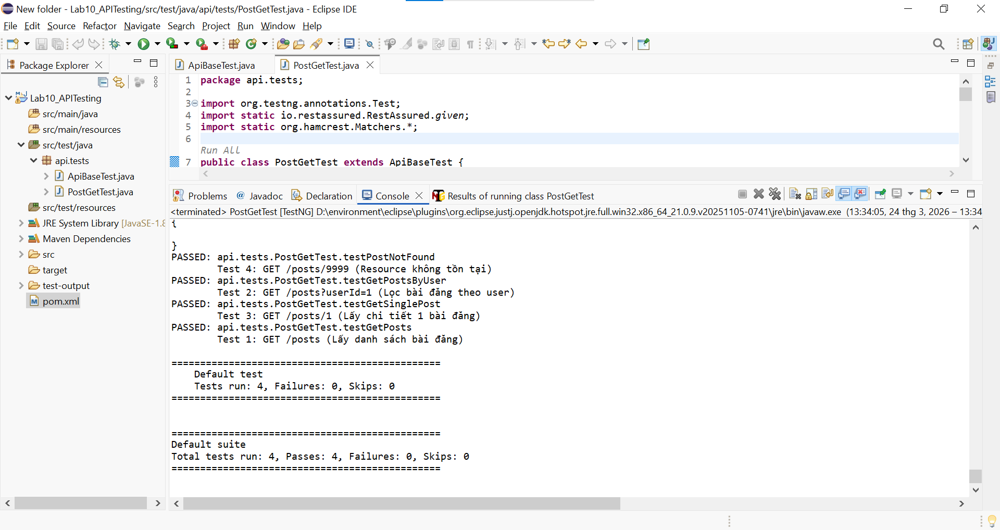 New folder - Lab10_APITesting/src/test/java/api/tests/PostGetTest.java - Eclipse IDE
File Edit Source Refactor Navigate Search Project Run Window Help
Package Explorer
Lab10_APITesting
src/main/java
src/main/resources
src/test/java
api.tests
ApiBaseTest.java
PostGetTest.java
src/test/resources
JRE System Library [JavaSE-1.8
Maven Dependencies
src
target
test-output
pom.xml
ApiBaseTest.java PostGetTest.java
1 package api.tests;
2
3 import org.testng.annotations.Test;
4 import static io.restassured.RestAssured.given;
5 import static org.hamcrest.Matchers.*;
6
Run All
7 public class PostGetTest extends ApiBaseTest {
Problems @ Javadoc Declaration Console Results of running class PostGetTest
<terminated> PostGetTest [TestNG] D:\environment\eclipse\plugins\org.eclipse.justj.openjdk.hotspot.jre.full.win32.x86_64_21.0.9.v20251105-0741\jre\bin\javaw.exe (13:34:05, 24 thg 3, 2026 – 13:34
{
}
PASSED: api.tests.PostGetTest.testPostNotFound
Test 4: GET /posts/9999 (Resource không tồn tại)
PASSED: api.tests.PostGetTest.testGetPostsByUser
Test 2: GET /posts?userId=1 (Lọc bài đăng theo user)
PASSED: api.tests.PostGetTest.testGetSinglePost
Test 3: GET /posts/1 (Lấy chi tiết 1 bài đăng)
PASSED: api.tests.PostGetTest.testGetPosts
Test 1: GET /posts (Lấy danh sách bài đăng)
===============================================
Default test
Tests run: 4, Failures: 0, Skips: 0
===============================================
===============================================
Default suite
Total tests run: 4, Passes: 4, Failures: 0, Skips: 0
===============================================